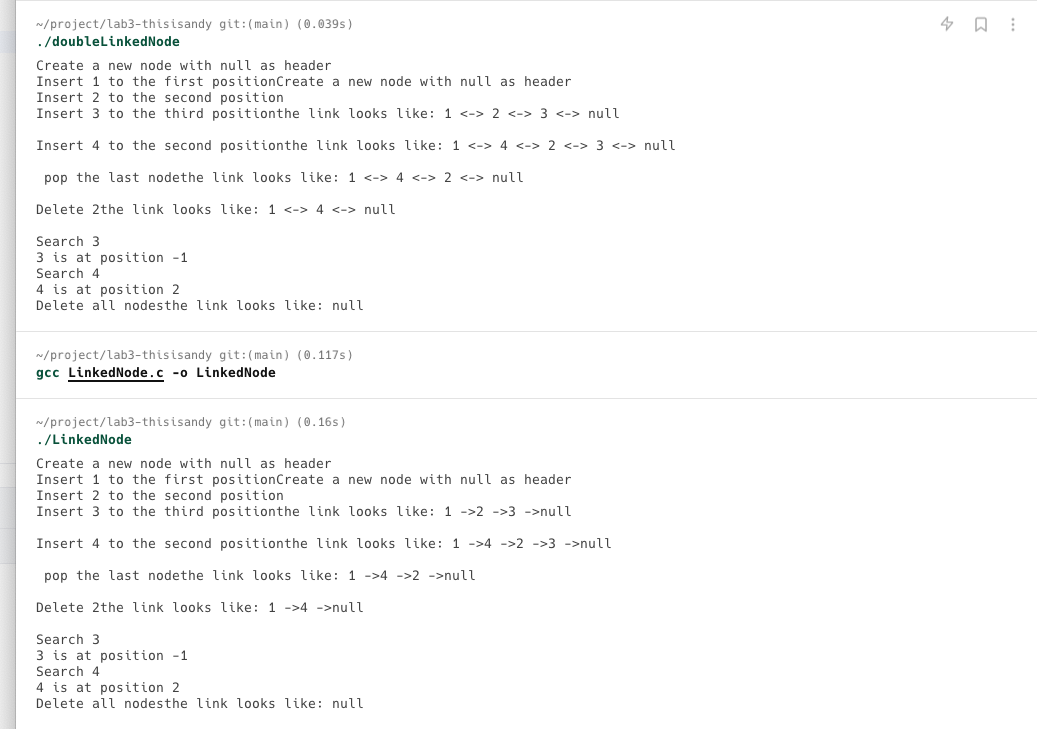 ~/project/lab3-thisisandy git:(main) (0.039s)
./doubleLinkedNode
Create a new node with null as header
Insert 1 to the first positionCreate a new node with null as header
Insert 2 to the second position
Insert 3 to the third positionthe link looks like: 1 <-> 2 <-> 3 <-> null
Insert 4 to the second positionthe link looks like: 1 <-> 4 <-> 2 <-> 3 <-> null
pop the last nodethe link looks like: 1 <-> 4 <-> 2 <-> null
Delete 2the link looks like: 1 <-> 4 <-> null
Search 3
3 is at position -1
Search 4
4 is at position 2
Delete all nodesthe link looks like: null
~/project/lab3-thisisandy git:(main) (0.117s)
gcc LinkedNode.c -o LinkedNode
~/project/lab3-thisisandy git:(main) (0.16s)
./LinkedNode
Create a new node with null as header
Insert 1 to the first positionCreate a new node with null as header
Insert 2 to the second position
Insert 3 to the third positionthe link looks like: 1 ->2 ->3 ->null
Insert 4 to the second positionthe link looks like: 1 ->4 ->2 ->3 ->null
pop the last nodethe link looks like: 1 ->4 ->2 ->null
Delete 2the link looks like: 1 ->4 ->null
Search 3
3 is at position -1
Search 4
4 is at position 2
Delete all nodesthe link looks like: null